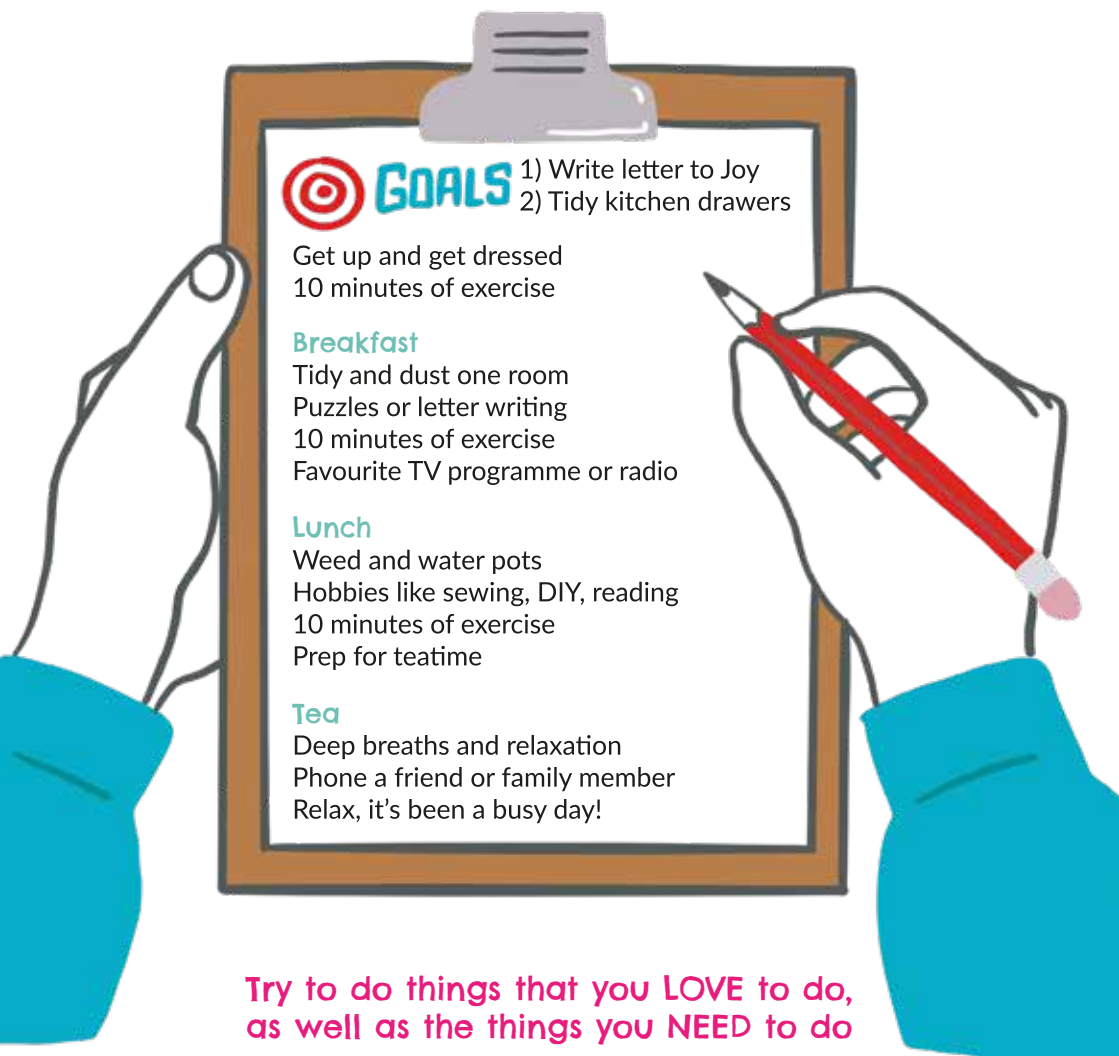 GOALS 1) Write letter to Joy
2) Tidy kitchen drawers
Get up and get dressed
10 minutes of exercise
Breakfast
Tidy and dust one room
Puzzles or letter writing
10 minutes of exercise
Favourite TV programme or radio
Lunch
Weed and water pots
Hobbies like sewing, DIY, reading
10 minutes of exercise
Prep for teatime
Tea
Deep breaths and relaxation
Phone a friend or family member
Relax, it's been a busy day!
Try to do things that you LOVE to do,
as well as the things you NEED to do